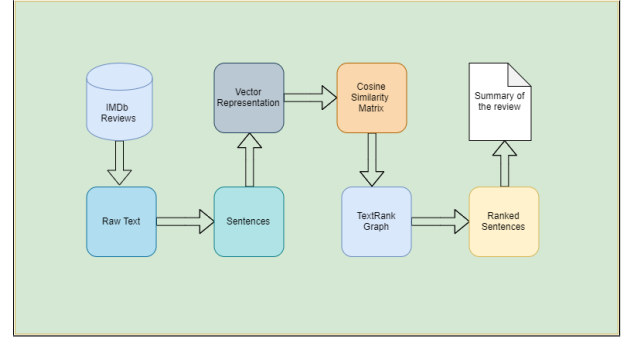 IMDb
Reviews
Raw Text
Sentences
Vector
Representation
Cosine
Similarity
Matrix
TextRank
Graph
Ranked
Sentences
Summary of
the review